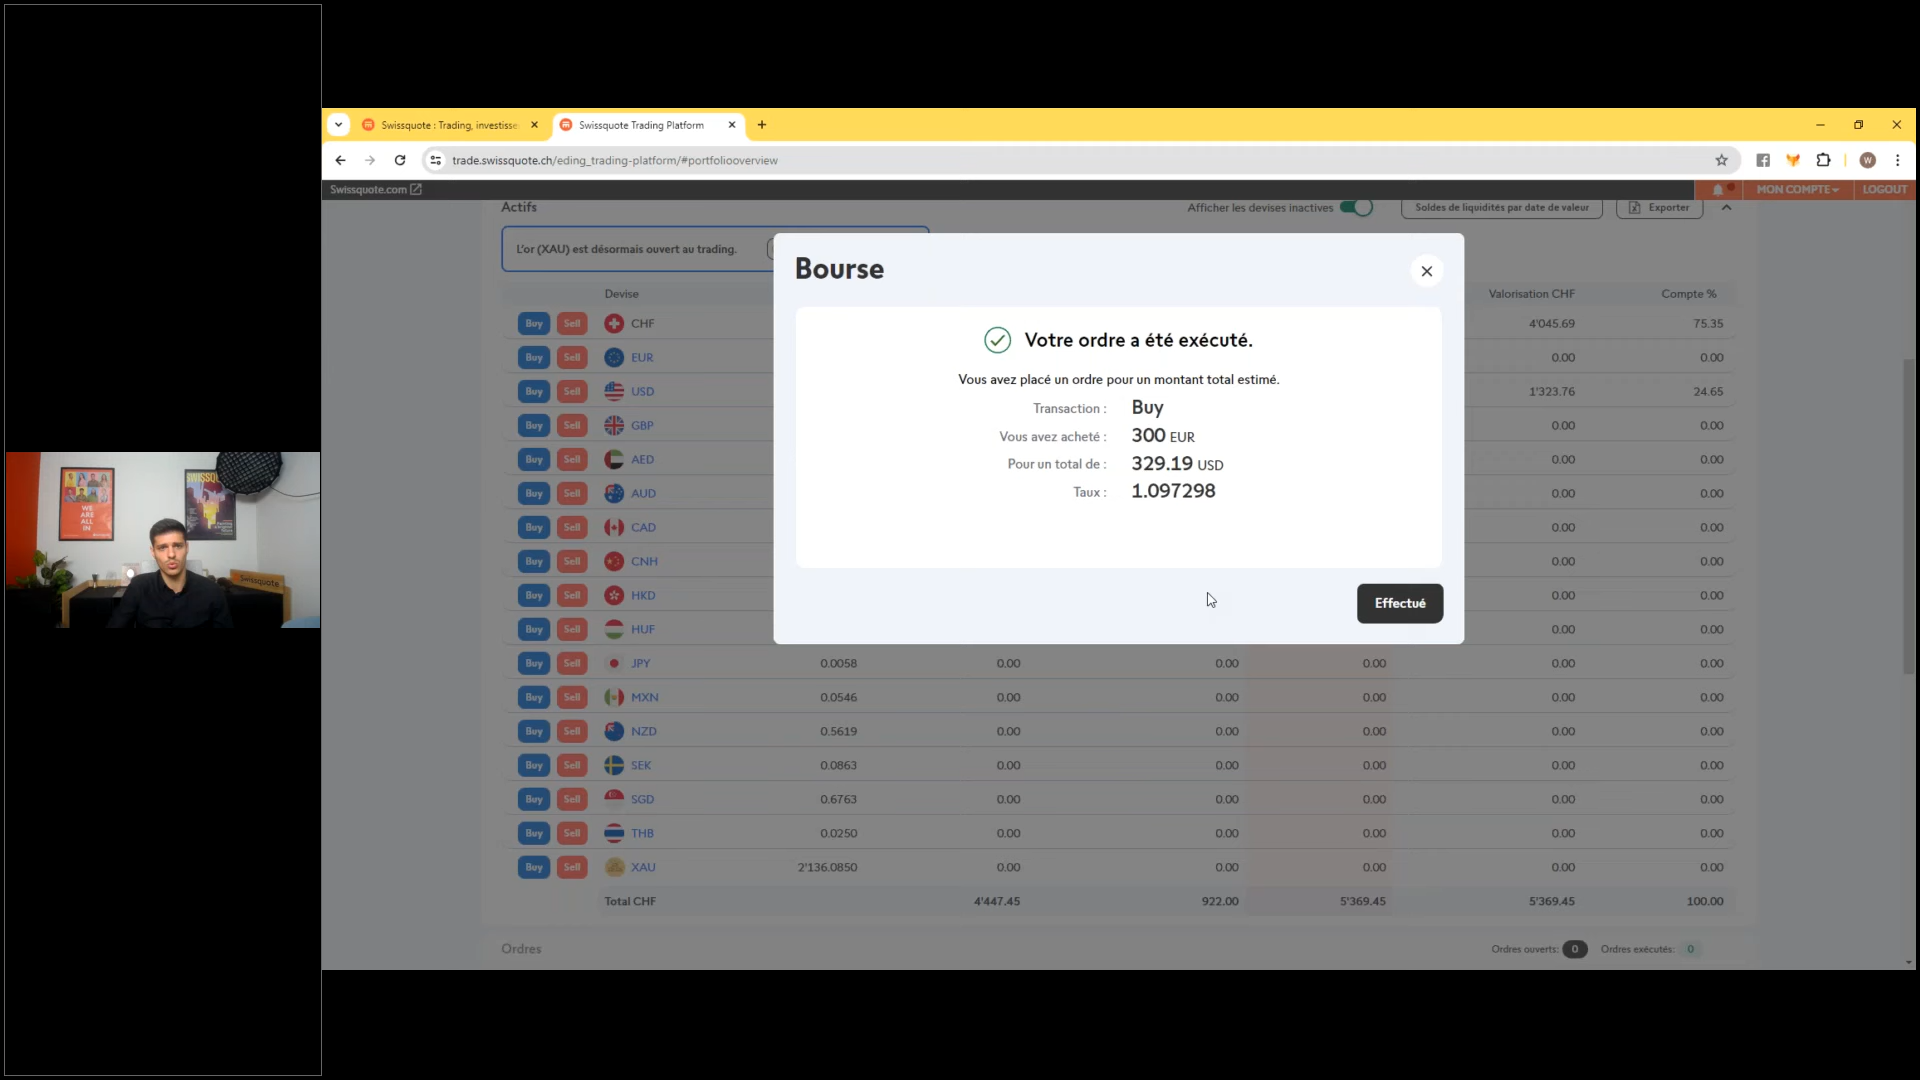 Swissquote : Trading, investisse
Swissquote Trading Platform
trade.swissquote.ch/eding_trading-platform/#portfoliooverview
W
Swissquote.com
MON COMPTE
LOGOUT
Actifs
Afficher les devises inactives
Soldes de liquidités par date de valeur
Exporter
L'or (XAU) est désormais ouvert au trading.
Bourse
Votre ordre a été exécuté.
Vous avez placé un ordre pour un montant total estimé.
Transaction : Buy
Vous avez acheté : 300 EUR
Pour un total de : 329.19 USD
Taux : 1.097298
Effectué
Devise Valorisation CHF Compte %
Buy Sell CHF 4'045.69 75.35
Buy Sell EUR 0.00 0.00
Buy Sell USD 1'323.76 24.65
Buy Sell GBP 0.00 0.00
Buy Sell AED 0.00 0.00
Buy Sell AUD 0.00 0.00
Buy Sell CAD 0.00 0.00
Buy Sell CNH 0.00 0.00
Buy Sell HKD 0.00 0.00
Buy Sell HUF 0.00 0.00
Buy Sell JPY 0.0058 0.00 0.00 0.00 0.00 0.00
Buy Sell MXN 0.0546 0.00 0.00 0.00 0.00 0.00
Buy Sell NZD 0.5619 0.00 0.00 0.00 0.00 0.00
Buy Sell SEK 0.0863 0.00 0.00 0.00 0.00 0.00
Buy Sell SGD 0.6763 0.00 0.00 0.00 0.00 0.00
Buy Sell THB 0.0250 0.00 0.00 0.00 0.00 0.00
Buy Sell XAU 2'136.0850 0.00 0.00 0.00 0.00 0.00
Total CHF 4'447.45 922.00 5'369.45 5'369.45 100.00
Ordres
Ordres ouverts: 0
Ordres exécutés: 0
WE
ARE
ALL
IN
SWISSQU
Swissquote